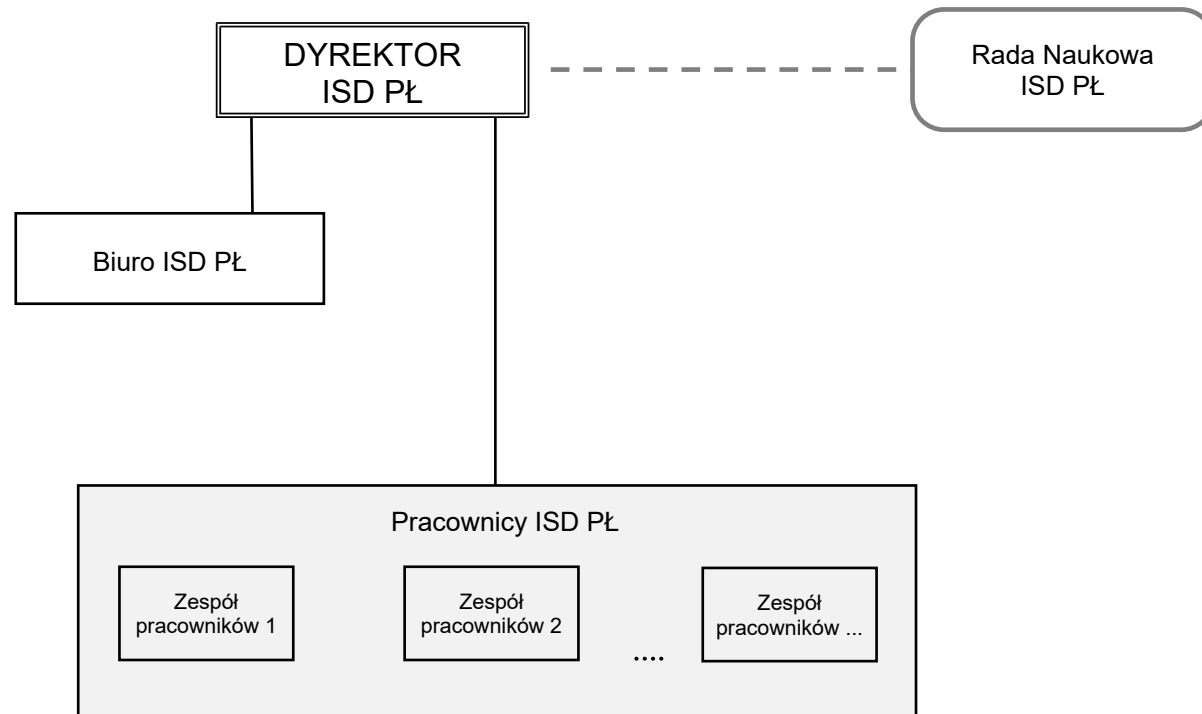 DYREKTOR
ISD PŁ
Rada Naukowa
ISD PŁ
Biuro ISD PŁ
Pracownicy ISD PŁ
Zespół
pracowników 1
Zespół
pracowników 2
....
Zespół
pracowników ...